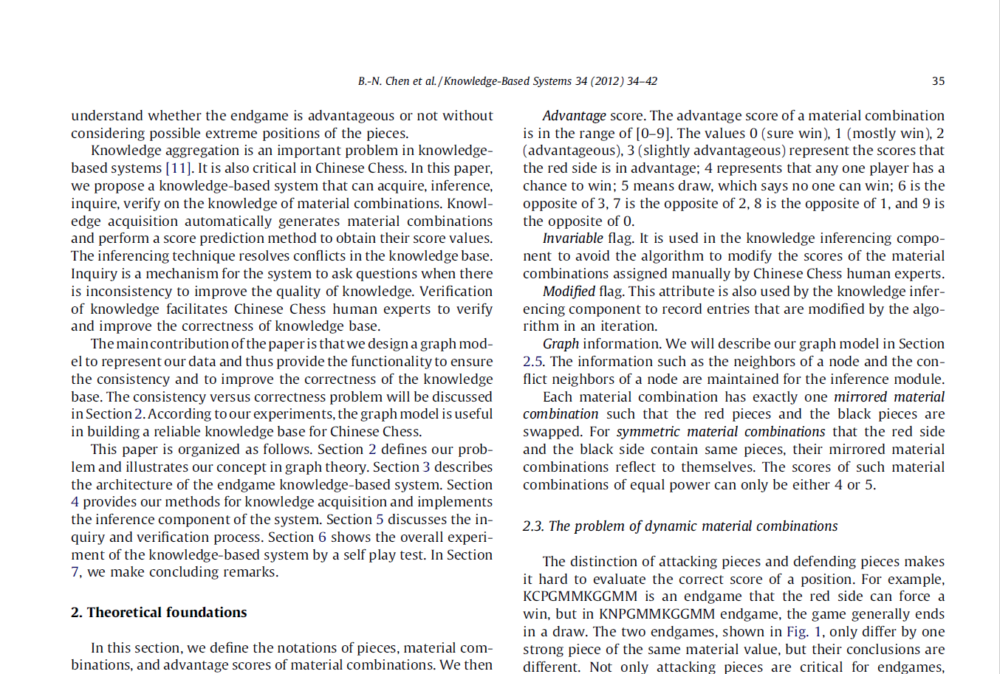 B.-N. Chen et al. / Knowledge-Based Systems 34 (2012) 34–42
35
understand whether the endgame is advantageous or not without
considering possible extreme positions of the pieces.
Knowledge aggregation is an important problem in knowledge-
based systems [11]. It is also critical in Chinese Chess. In this paper,
we propose a knowledge-based system that can acquire, inference,
inquire, verify on the knowledge of material combinations. Knowl-
edge acquisition automatically generates material combinations
and perform a score prediction method to obtain their score values.
The inferencing technique resolves conflicts in the knowledge base.
Inquiry is a mechanism for the system to ask questions when there
is inconsistency to improve the quality of knowledge. Verification
of knowledge facilitates Chinese Chess human experts to verify
and improve the correctness of knowledge base.
The main contribution of the paper is that we design a graph mod-
el to represent our data and thus provide the functionality to ensure
the consistency and to improve the correctness of the knowledge
base. The consistency versus correctness problem will be discussed
in Section 2. According to our experiments, the graph model is useful
in building a reliable knowledge base for Chinese Chess.
This paper is organized as follows. Section 2 defines our prob-
lem and illustrates our concept in graph theory. Section 3 describes
the architecture of the endgame knowledge-based system. Section
4 provides our methods for knowledge acquisition and implements
the inference component of the system. Section 5 discusses the in-
quiry and verification process. Section 6 shows the overall experi-
ment of the knowledge-based system by a self play test. In Section
7, we make concluding remarks.
2. Theoretical foundations
In this section, we define the notations of pieces, material com-
binations, and advantage scores of material combinations. We then
Advantage score. The advantage score of a material combination
is in the range of [0–9]. The values 0 (sure win), 1 (mostly win), 2
(advantageous), 3 (slightly advantageous) represent the scores that
the red side is in advantage; 4 represents that any one player has a
chance to win; 5 means draw, which says no one can win; 6 is the
opposite of 3, 7 is the opposite of 2, 8 is the opposite of 1, and 9 is
the opposite of 0.
Invariable flag. It is used in the knowledge inferencing compo-
nent to avoid the algorithm to modify the scores of the material
combinations assigned manually by Chinese Chess human experts.
Modified flag. This attribute is also used by the knowledge infer-
encing component to record entries that are modified by the algo-
rithm in an iteration.
Graph information. We will describe our graph model in Section
2.5. The information such as the neighbors of a node and the con-
flict neighbors of a node are maintained for the inference module.
Each material combination has exactly one mirrored material
combination such that the red pieces and the black pieces are
swapped. For symmetric material combinations that the red side
and the black side contain same pieces, their mirrored material
combinations reflect to themselves. The scores of such material
combinations of equal power can only be either 4 or 5.
2.3. The problem of dynamic material combinations
The distinction of attacking pieces and defending pieces makes
it hard to evaluate the correct score of a position. For example,
KCPGMMKGGMM is an endgame that the red side can force a
win, but in KNPGMMKGGMM endgame, the game generally ends
in a draw. The two endgames, shown in Fig. 1, only differ by one
strong piece of the same material value, but their conclusions are
different. Not only attacking pieces are critical for endgames,